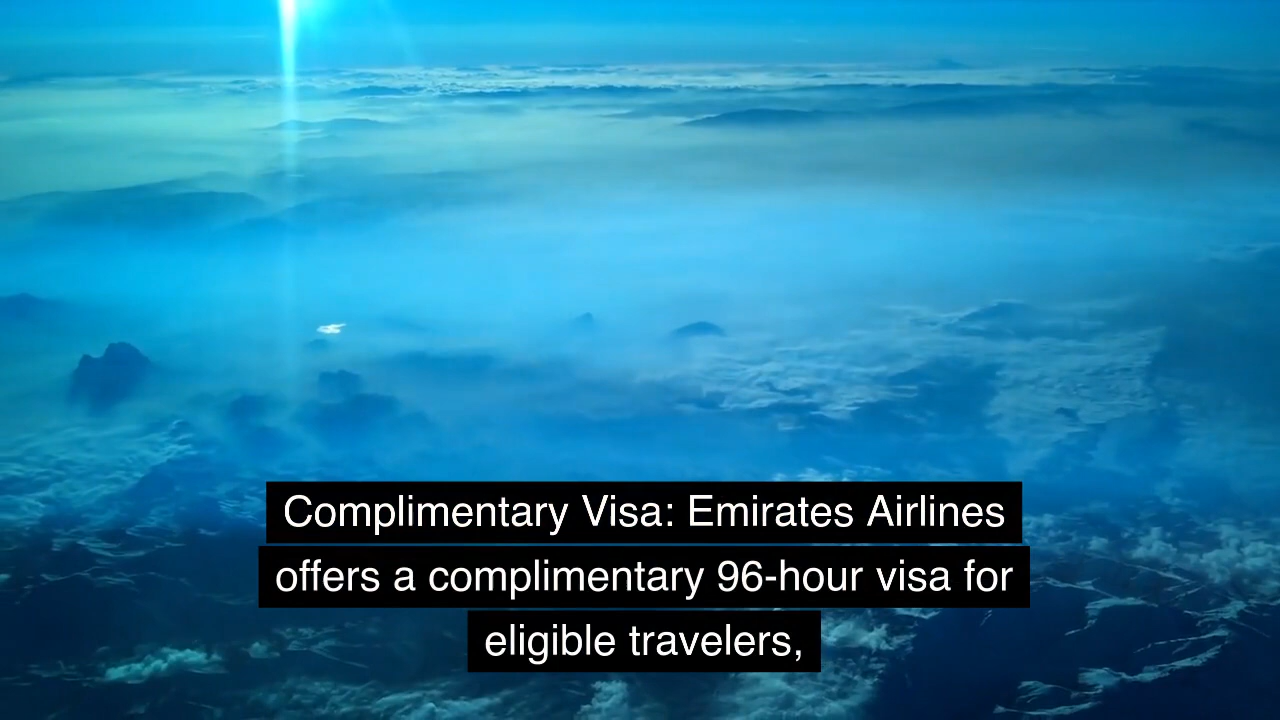 Complimentary Visa: Emirates Airlines
offers a complimentary 96-hour visa for
eligible travelers,